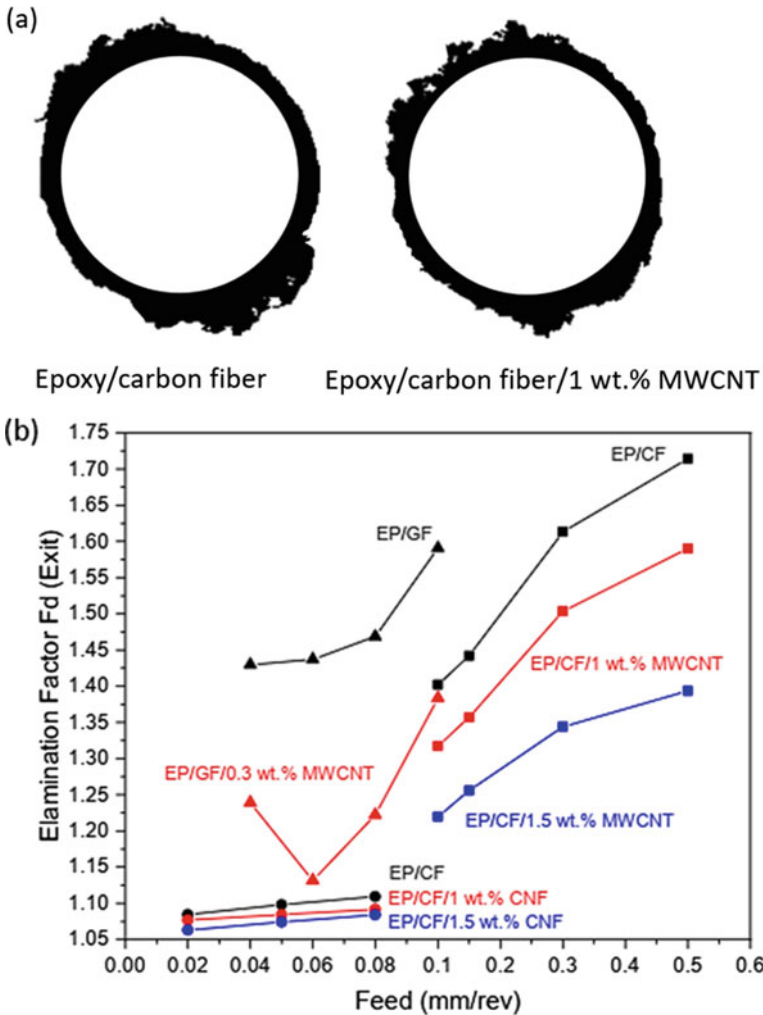 (a)
Epoxy/carbon fiber
Epoxy/carbon fiber/1 wt.% MWCNT
(b)
1.75
1.70
1.65
1.60
1.55
1.50
1.45
1.40
1.35
1.30
1.25
1.20
1.15
1.10
1.05
Elamination Factor Fd (Exit)
EP/CF
EP/GF
EP/CF/1 wt.% MWCNT
EP/GF/0.3 wt.% MWCNT
EP/CF/1.5 wt.% MWCNT
EP/CF
EP/CF/1 wt.% CNF
EP/CF/1.5 wt.% CNF
0.00 0.02 0.04 0.06 0.08 0.1 0.3 0.5 0.6
Feed (mm/rev)